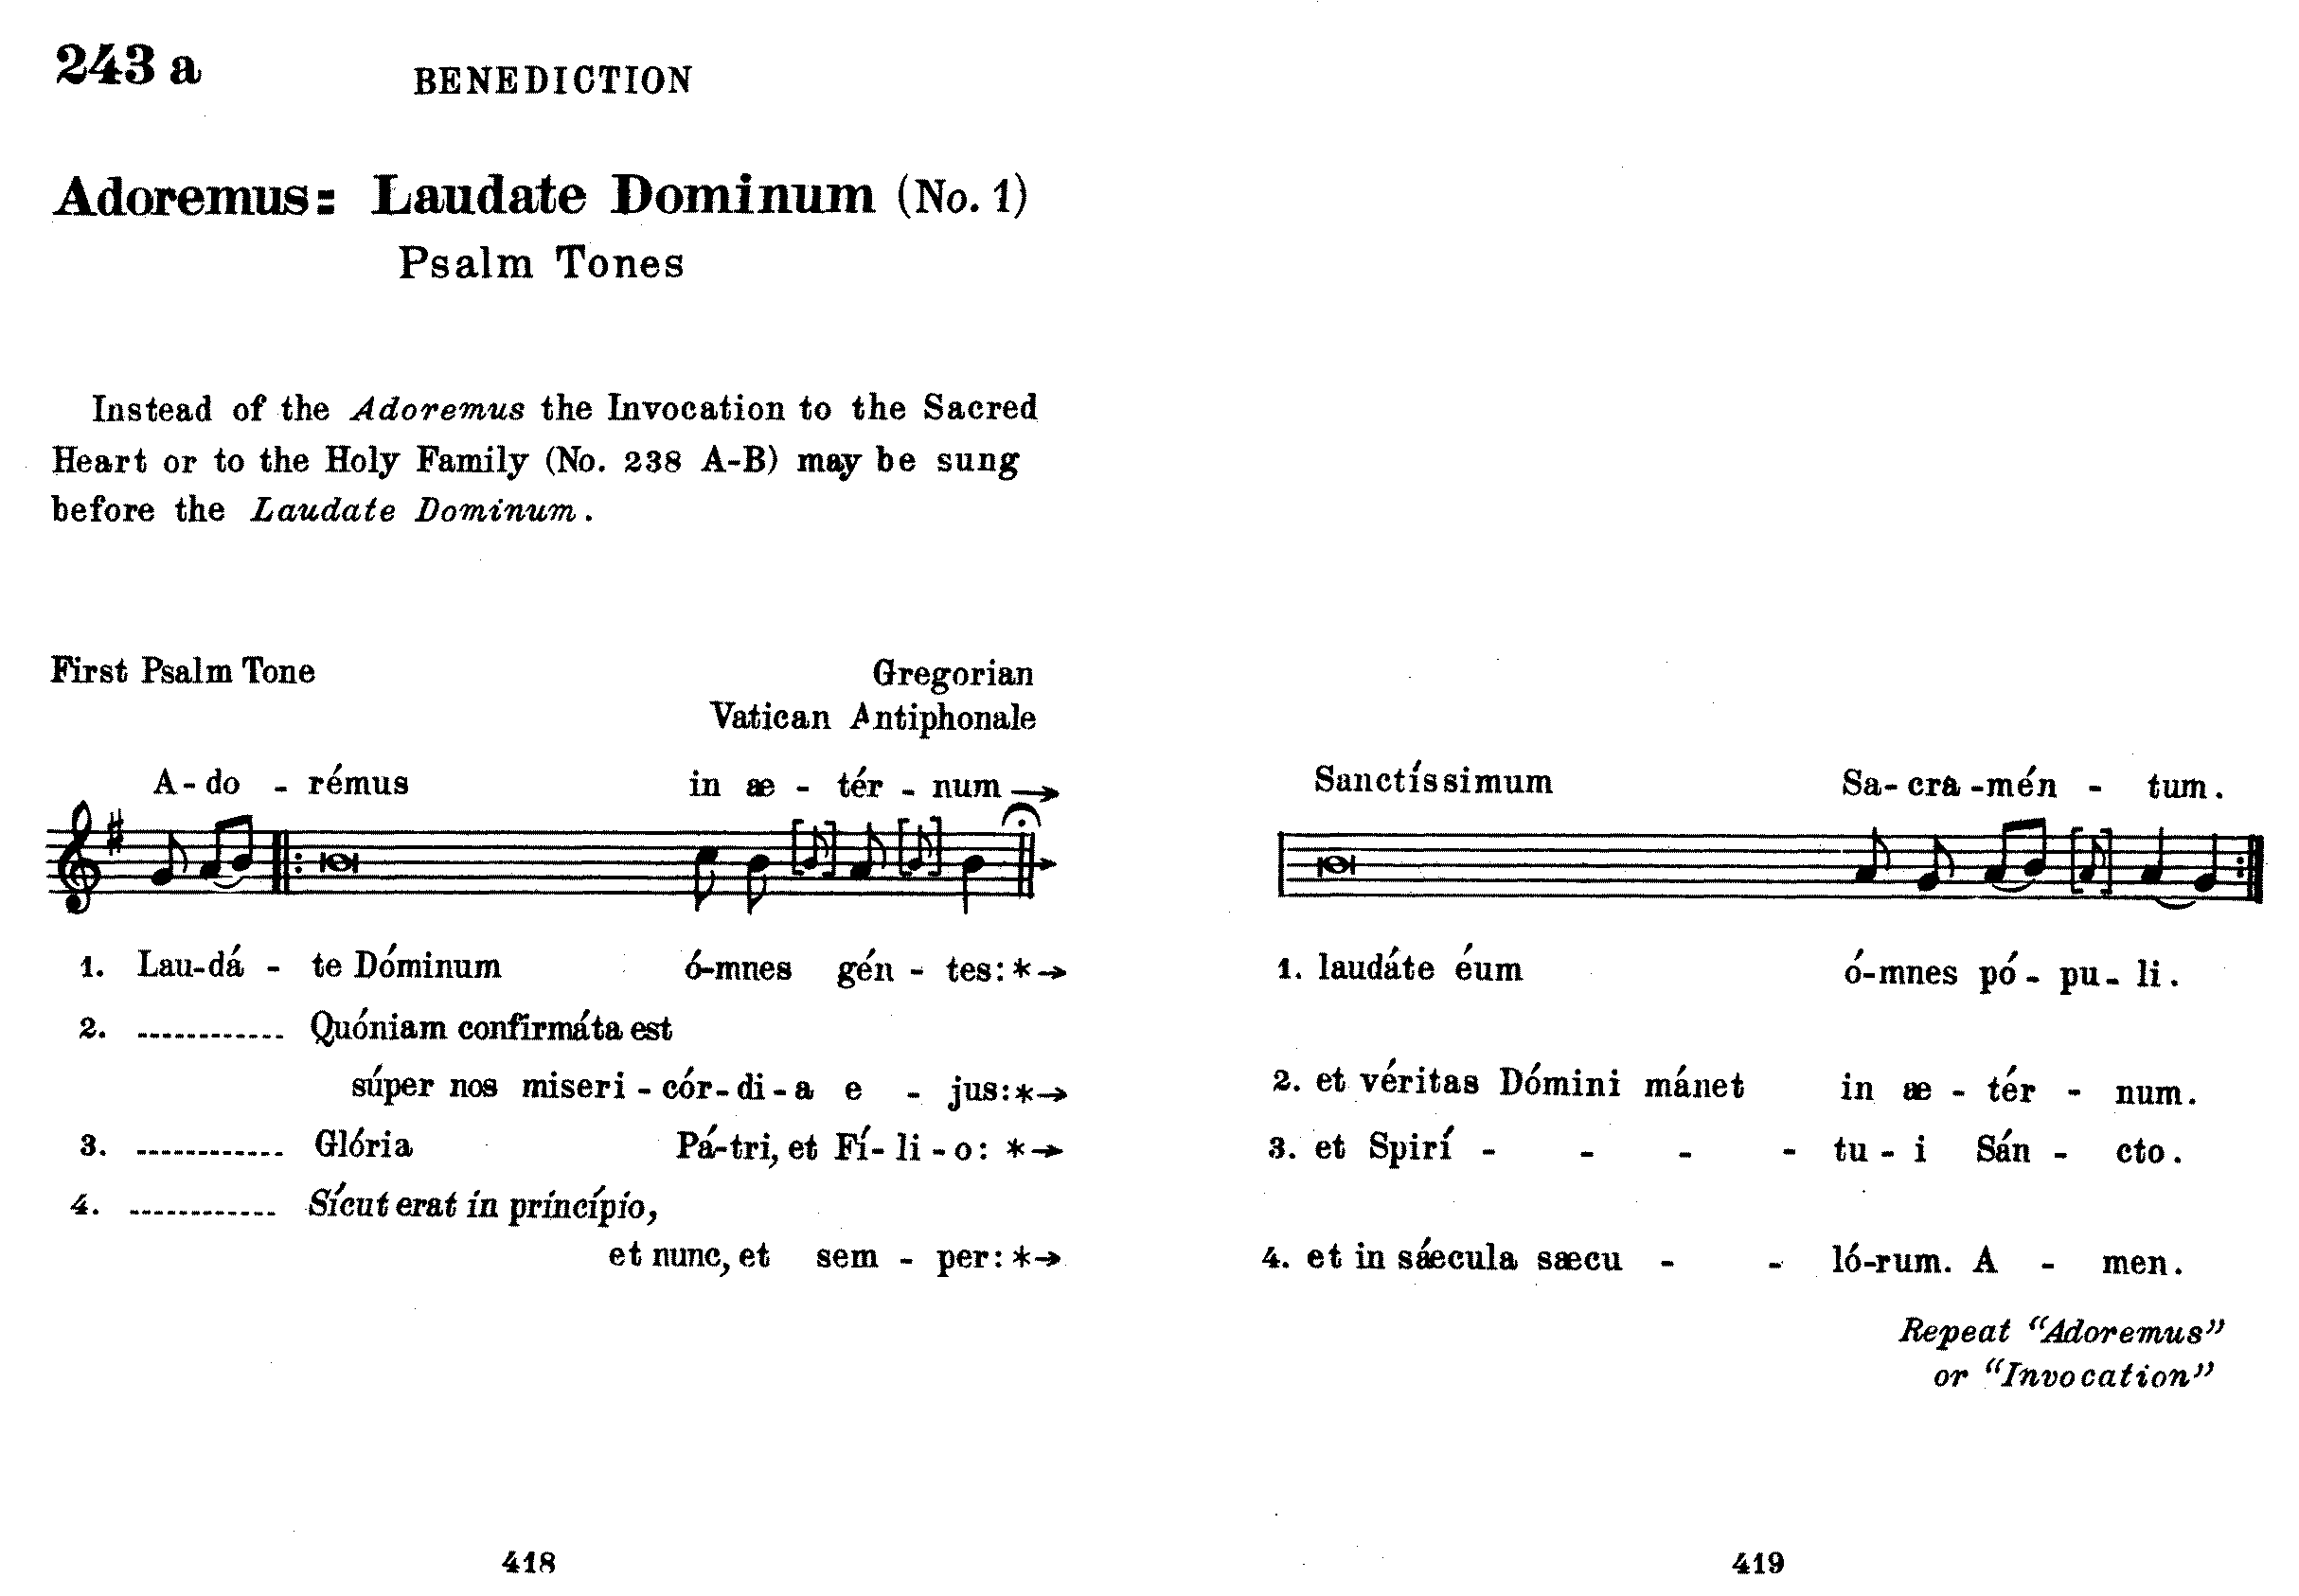 243 a
BENEDICTION
Adoremus: Laudate Dominum (No. 1)
Psalm Tones
Instead of the Adoremus the Invocation to the Sacred
Heart or to the Holy Family (No. 238 A-B) may be sung
before the Laudate Dominum.
First Psalm Tone
Gregorian
Vatican Antiphonale
A - do - rémus in æ - tér - num →
1. Lau-dá - te Dóminum ó-mnes gén - tes: * →
2. ............ Quóniam confirmáta est
súper nos miseri - cór - di - a e - jus: * →
3. ............ Glória Pá-tri, et Fí - li - o: * →
4. ............ Sícut erat in princípio,
et nunc, et sem - per: * →
418
Sanctíssimum Sa - cra - mén - tum.
1. laudáte éum ó-mnes pó - pu - li.
2. et véritas Dómini mánet in æ - tér - num.
3. et Spirí - - - - tu - i Sán - cto.
4. et in sǽcula sæcu - - ló-rum. A - men.
Repeat “Adoremus”
or “Invocation”
419